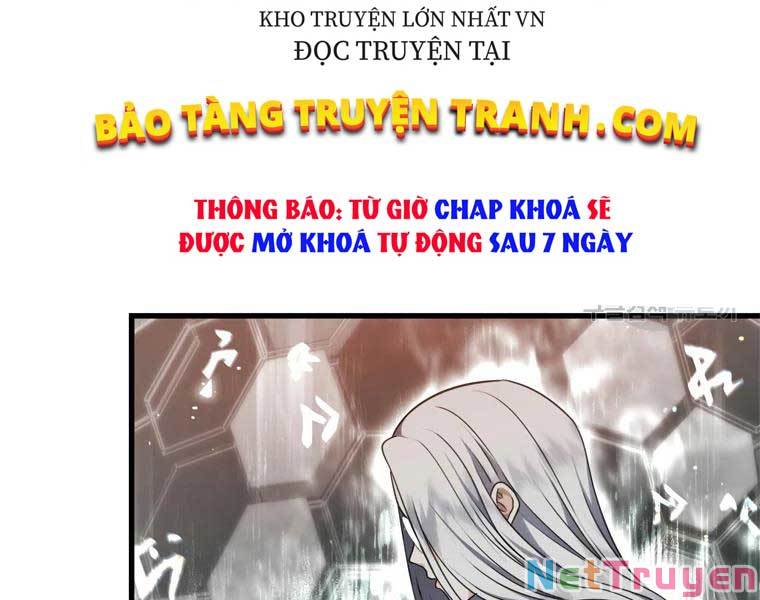 KHO TRUYỆN LỚN NHẤT VN
ĐỌC TRUYỆN TẠI
BẢO TÀNG TRUYỆN TRANH.COM
THÔNG BÁO: TỪ GIỜ CHAP KHOÁ SẼ
ĐƯỢC MỞ KHOÁ TỰ ĐỘNG SAU 7 NGÀY
NetTruyen